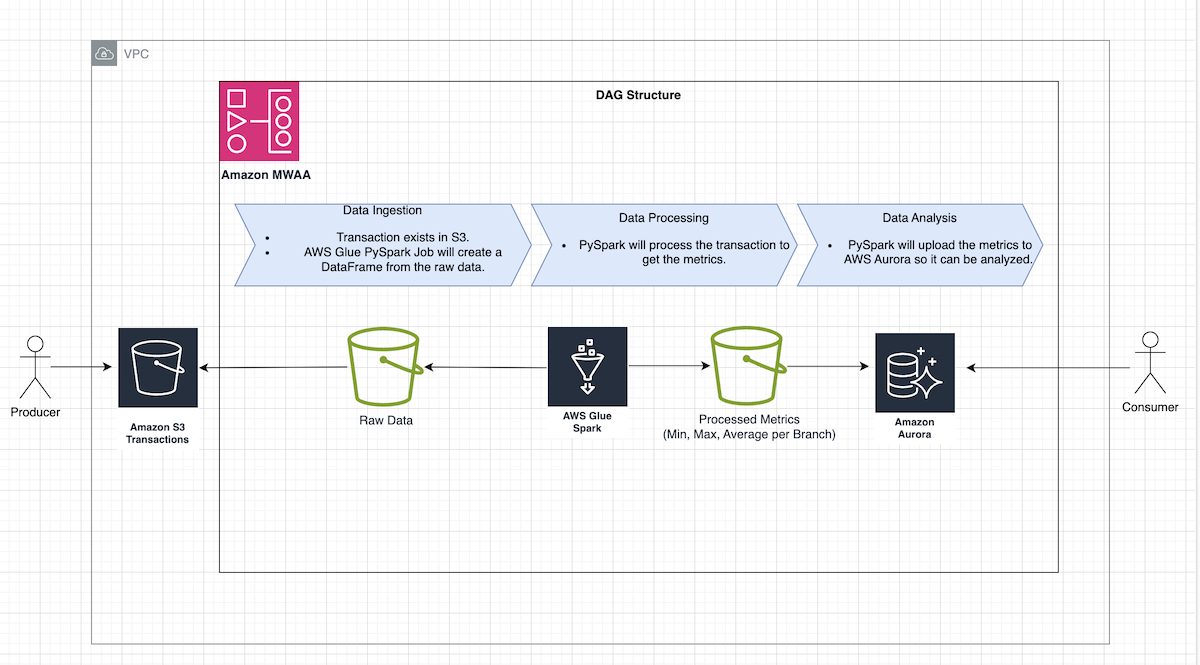 VPC
DAG Structure
Amazon MWAA
Data Ingestion
• Transaction exists in S3.
• AWS Glue PySpark Job will create a
DataFrame from the raw data.
Data Processing
• PySpark will process the transaction to
get the metrics.
Data Analysis
• PySpark will upload the metrics to
AWS Aurora so it can be analyzed.
Producer
Amazon S3
Transactions
Raw Data
AWS Glue
Spark
Processed Metrics
(Min, Max, Average per Branch)
Amazon
Aurora
Consumer